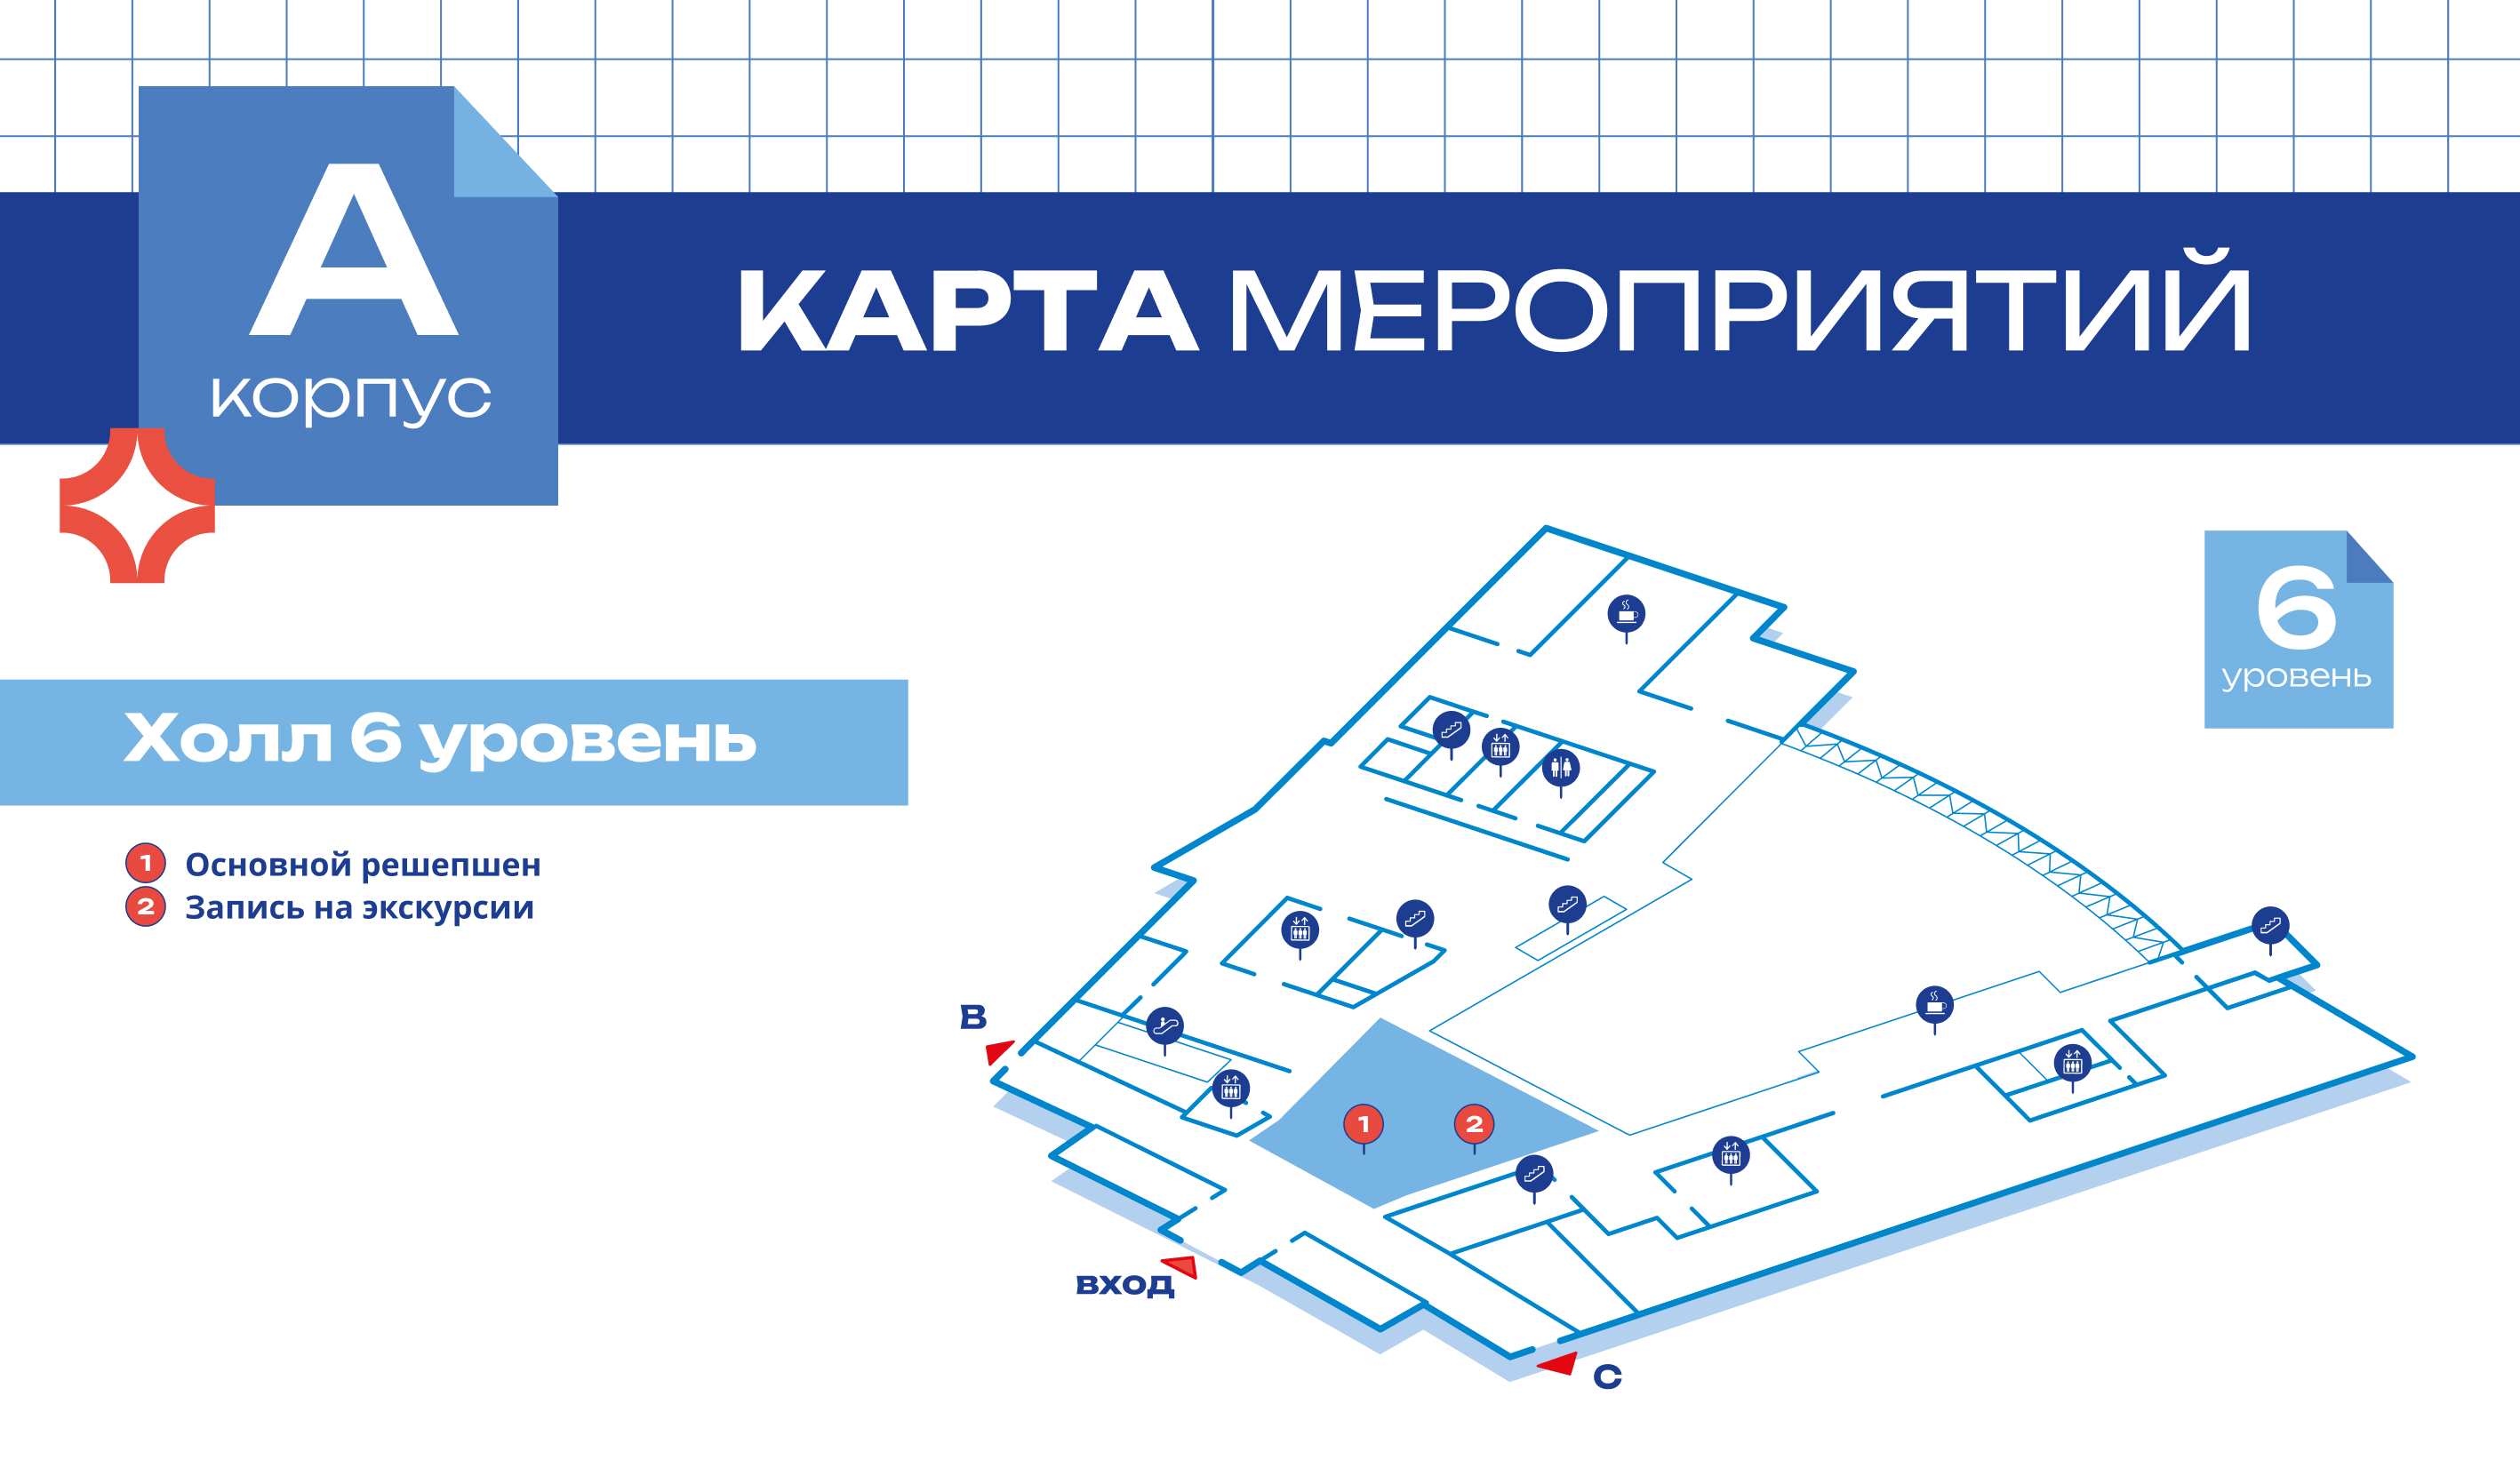 А
корпус
КАРТА МЕРОПРИЯТИЙ
6
уровень
Холл 6 уровень
1 Основной решепшен
2 Запись на экскурсии
B
1
2
вход
C